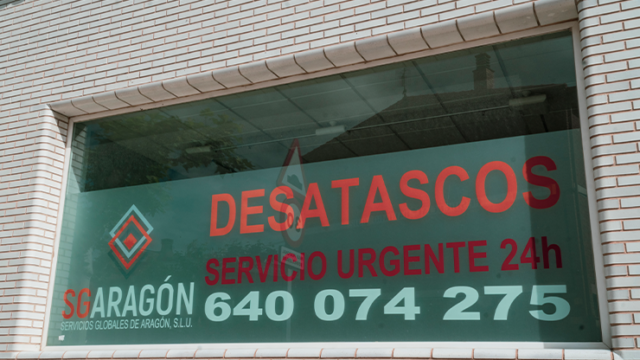 DESATASCOS
SERVICIO URGENTE 24h
640 074 275
SGARAGÓN
SERVICIOS GLOBALES DE ARAGÓN, S.L.U.